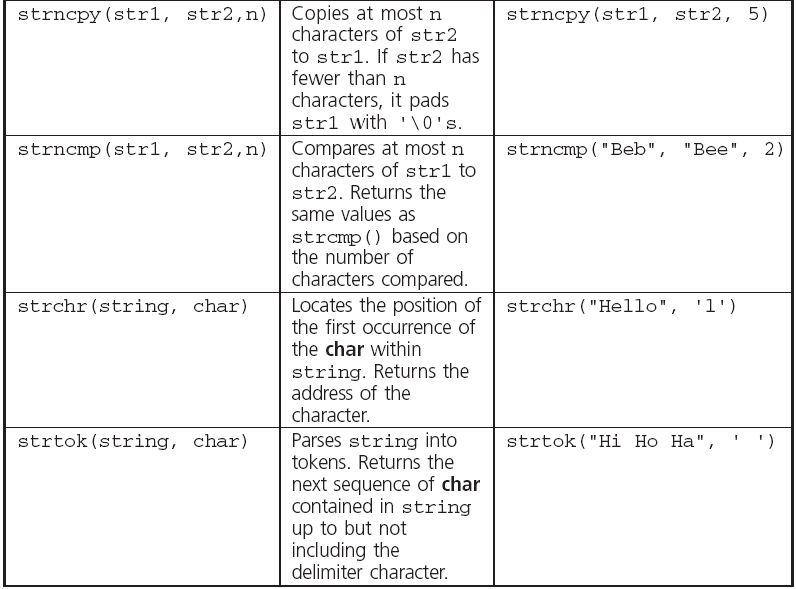 strncpy(str1, str2,n)
Copies at most n
characters of str2
to str1. If str2 has
fewer than n
characters, it pads
str1 with '\0's.
strncpy(str1, str2, 5)
strncmp(str1, str2,n)
Compares at most n
characters of str1 to
str2. Returns the
same values as
strcmp() based on
the number of
characters compared.
strncmp("Beb", "Bee", 2)
strchr(string, char)
Locates the position of
the first occurrence of
the char within
string. Returns the
address of the
character.
strchr("Hello", 'l')
strtok(string, char)
Parses string into
tokens. Returns the
next sequence of char
contained in string
up to but not
including the
delimiter character.
strtok("Hi Ho Ha", ' ')